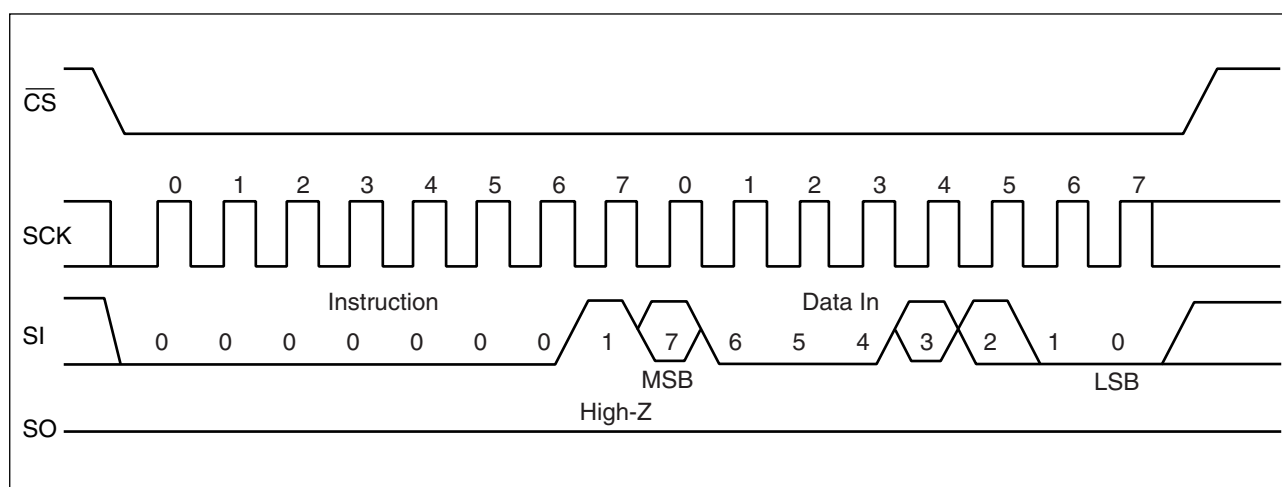 CS
0 1 2 3 4 5 6 7 0 1 2 3 4 5 6 7
SCK
Instruction Data In
SI
0 0 0 0 0 0 0 1 7 6 5 4 3 2 1 0
MSB LSB
High-Z
SO